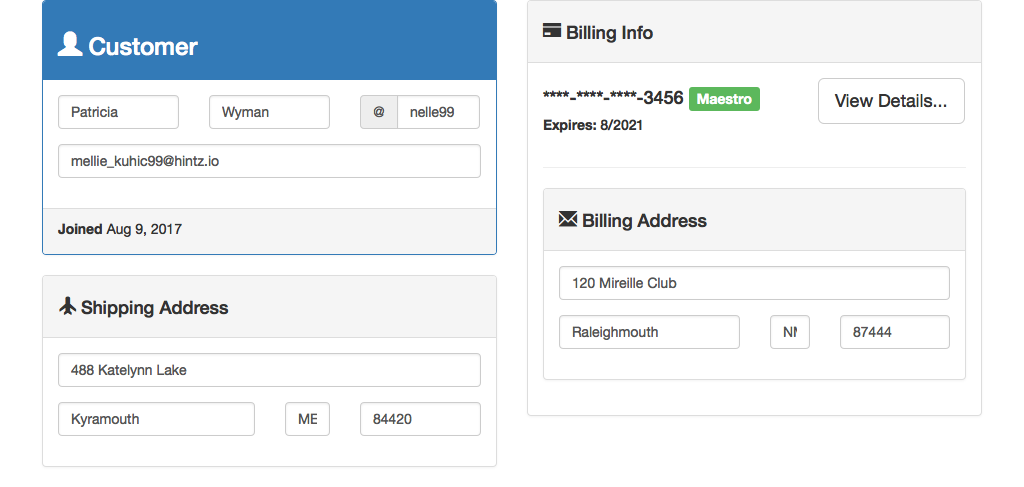 Customer
Patricia Wyman @ nelle99
mellie_kuhic99@hintz.io
Joined Aug 9, 2017
Shipping Address
488 Katelynn Lake
Kyramouth ME 84420
Billing Info
****-****-****-3456 Maestro View Details...
Expires: 8/2021
Billing Address
120 Mireille Club
Raleighmouth 87444